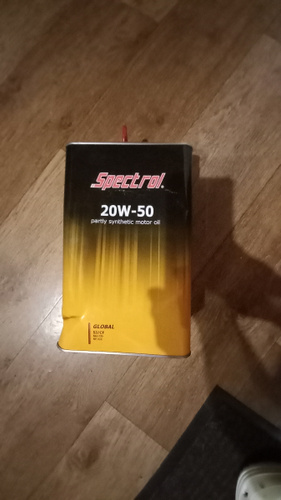 Spectrol
20W-50
partly synthetic motor oil
GLOBAL